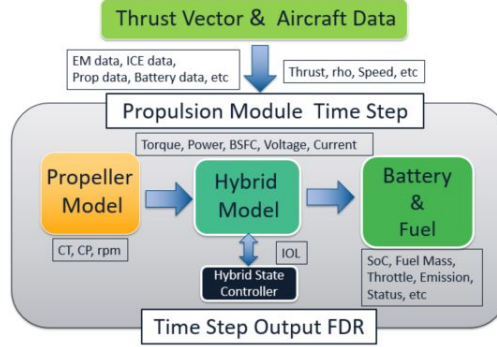 Thrust Vector & Aircraft Data
EM data, ICE data,
Prop data, Battery data, etc
Thrust, rho, Speed, etc
Propulsion Module Time Step
Torque, Power, BSFC, Voltage, Current
Propeller
Model
Hybrid
Model
Battery
&
Fuel
CT, CP, rpm
IOL
Hybrid State
Controller
SoC, Fuel Mass,
Throttle, Emission,
Status, etc
Time Step Output FDR